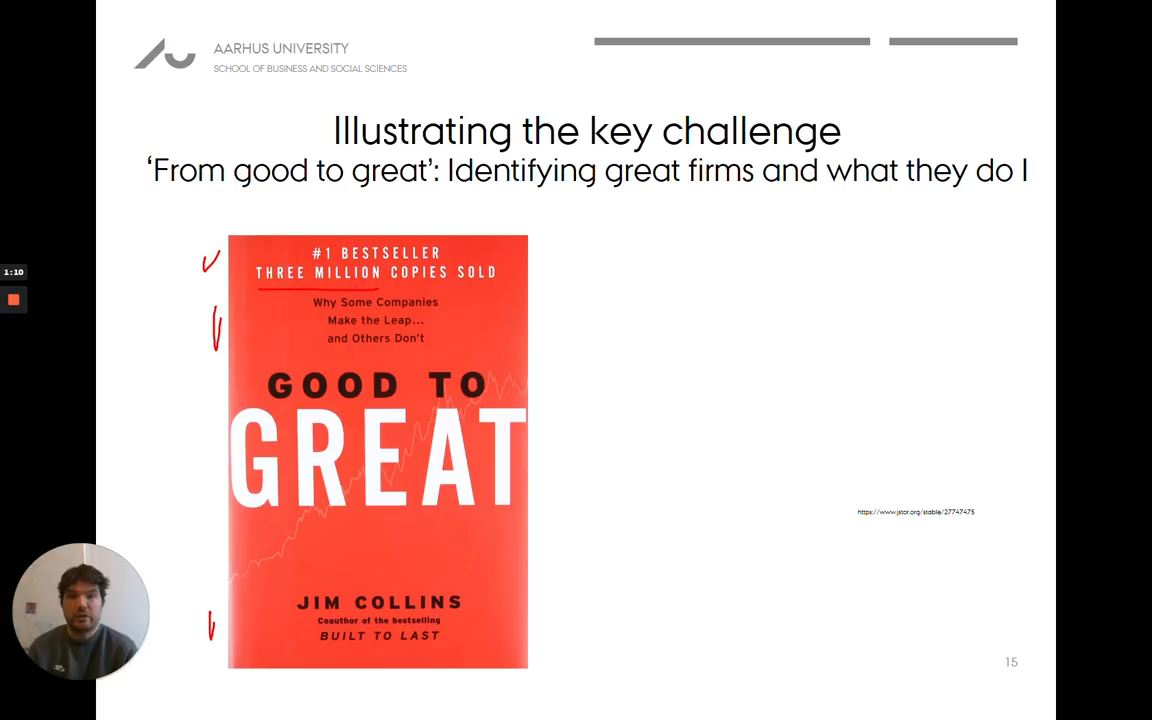 AARHUS UNIVERSITY
SCHOOL OF BUSINESS AND SOCIAL SCIENCES
Illustrating the key challenge
‘From good to great’: Identifying great firms and what they do I
#1 BESTSELLER
THREE MILLION COPIES SOLD
Why Some Companies
Make the Leap...
and Others Don't
GOOD TO
GREAT
JIM COLLINS
Coauthor of the bestselling
BUILT TO LAST
https://www.jstor.org/stable/27747475
1:10
15